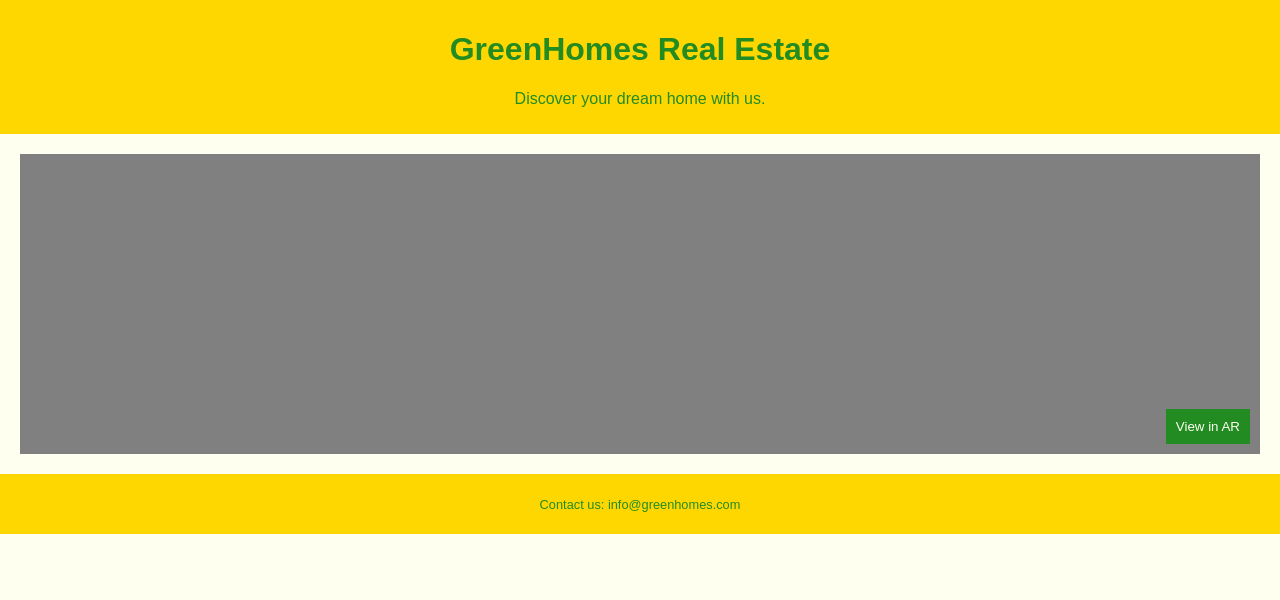 GreenHomes Real Estate
Discover your dream home with us.
View in AR
Contact us: info@greenhomes.com